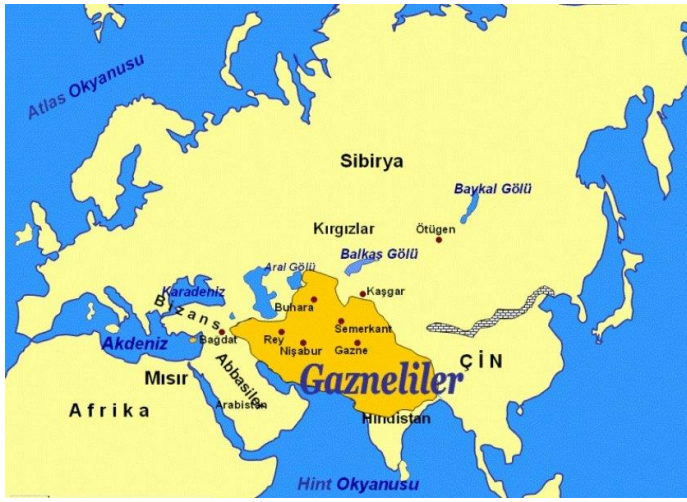 Atlas Okyanusu
Sibirya
Baykal Gölü
Kırgızlar
Ötügen
Balkaş Gölü
Aral Gölü
Karadeniz
Kaşgar
Buhara
Bizans
Semerkant
Bağdat
Rey
Akdeniz
Nişabur
Gazne
ÇİN
Abbasiler
Mısır
Gazneliler
Arabistan
Afrika
Hindistan
Hint Okyanusu